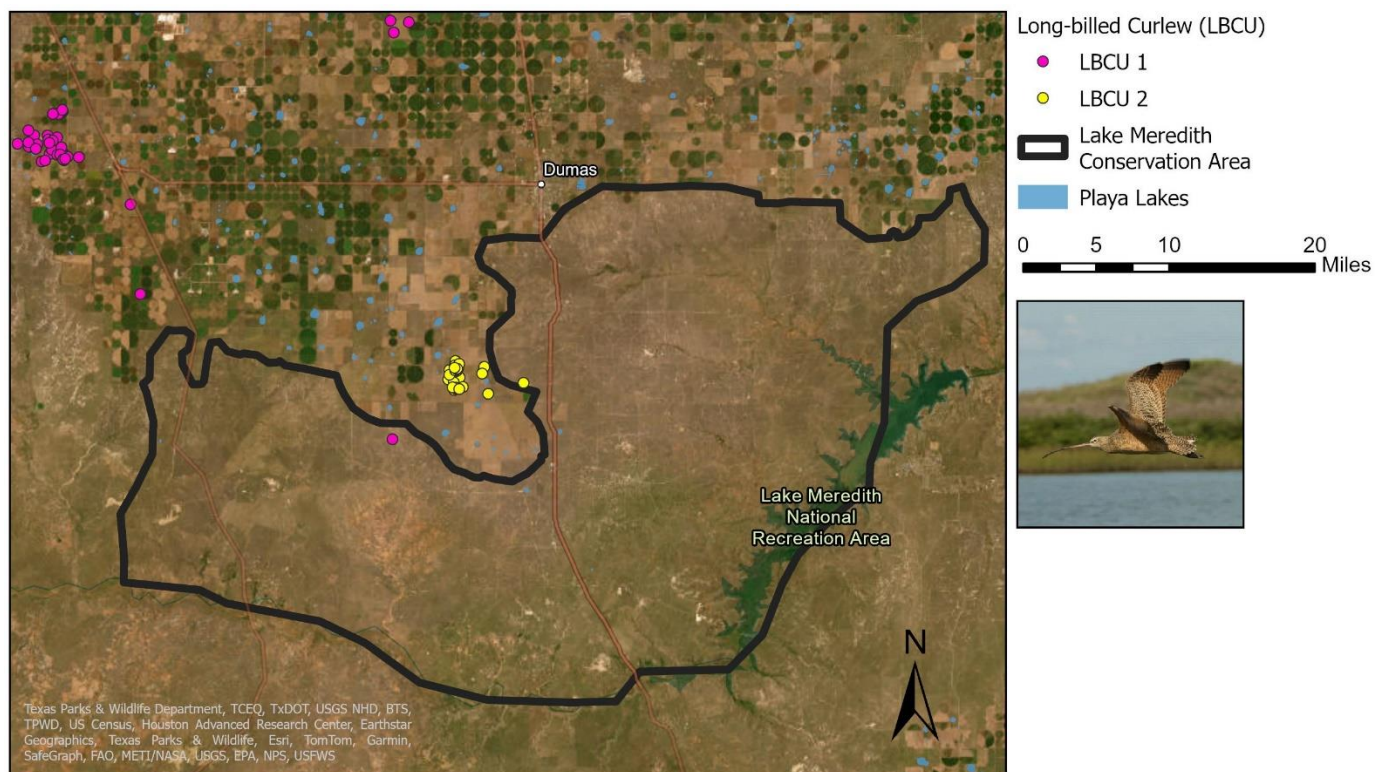 Dumas
Lake Meredith
National
Recreation Area
N
Texas Parks & Wildlife Department, TCEQ, TxDOT, USGS NHD, BTS,
TPWD, US Census, Houston Advanced Research Center, Earthstar
Geographics, Texas Parks & Wildlife, Esri, TomTom, Garmin,
SafeGraph, FAO, METI/NASA, USGS, EPA, NPS, USFWS
Long-billed Curlew (LBCU)
LBCU 1
LBCU 2
Lake Meredith
Conservation Area
Playa Lakes
0 5 10 20
Miles